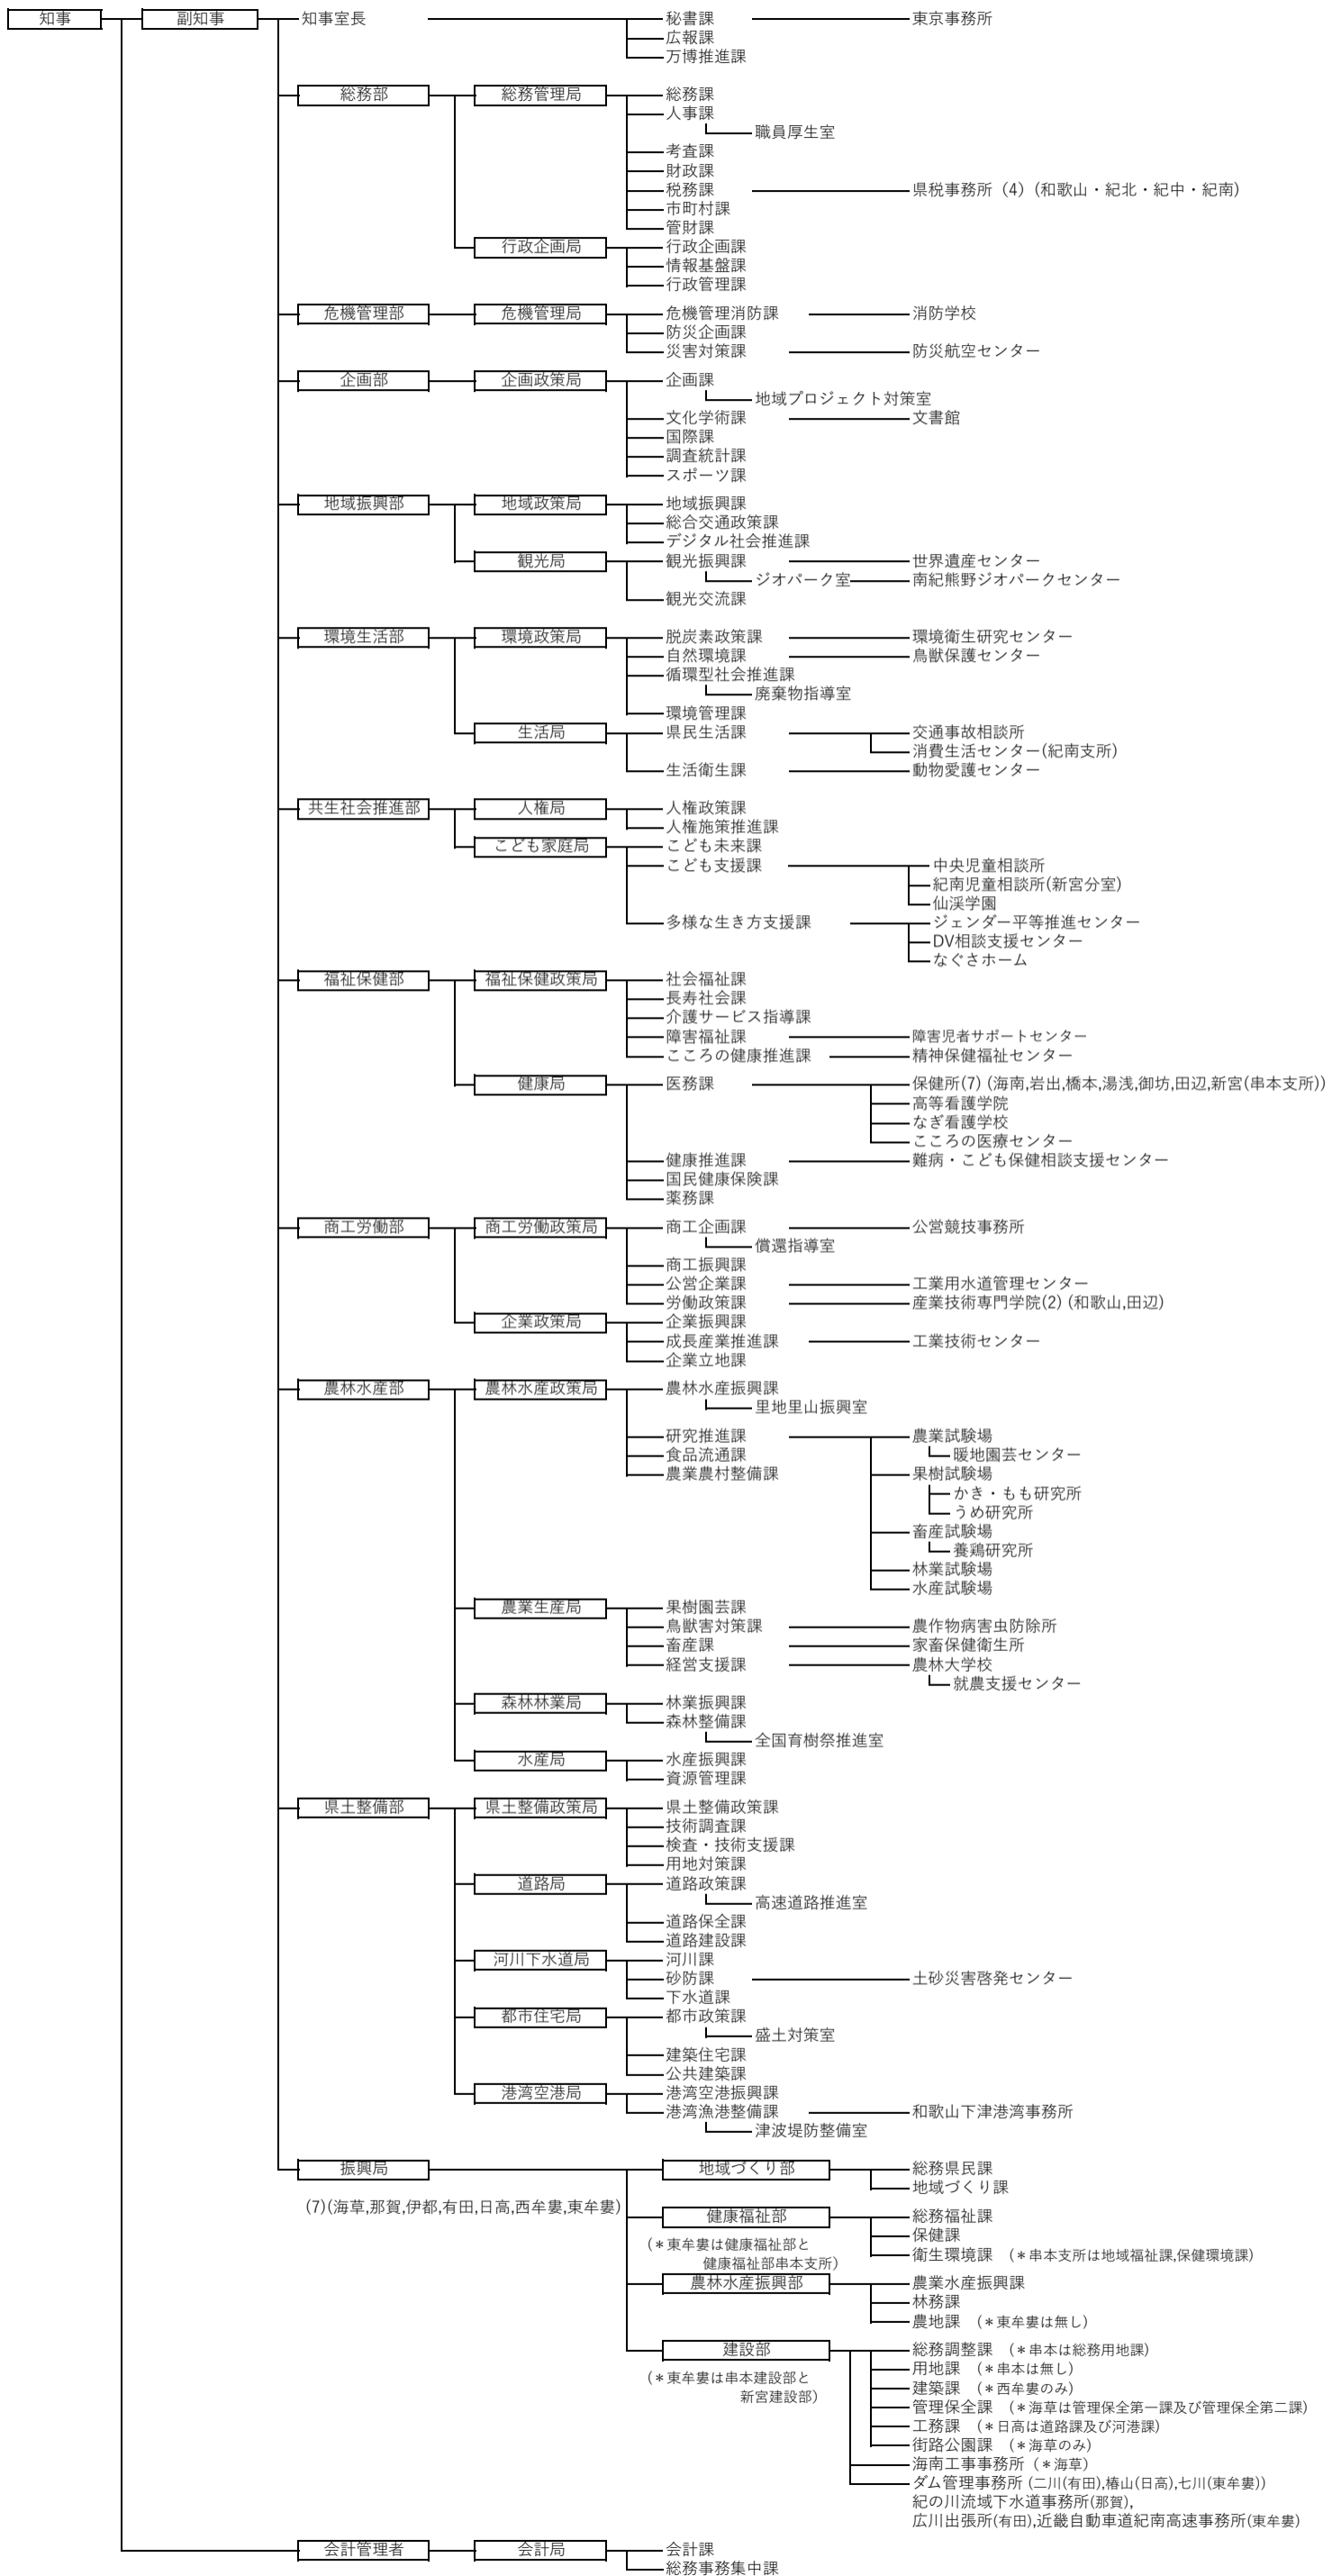 知事 副知事 知事室長 秘書課 東京事務所
広報課
万博推進課
総務部 総務管理局 総務課
人事課
職員厚生室
考査課
財政課
税務課 県税事務所（4）(和歌山・紀北・紀中・紀南)
市町村課
管財課
行政企画局 行政企画課
情報基盤課
行政管理課
危機管理部 危機管理局 危機管理消防課 消防学校
防災企画課
災害対策課 防災航空センター
企画部 企画政策局 企画課
地域プロジェクト対策室
文化学術課 文書館
国際課
調査統計課
スポーツ課
地域振興部 地域政策局 地域振興課
総合交通政策課
デジタル社会推進課
観光局 観光振興課 世界遺産センター
ジオパーク室 南紀熊野ジオパークセンター
観光交流課
環境生活部 環境政策局 脱炭素政策課 環境衛生研究センター
自然環境課 鳥獣保護センター
循環型社会推進課
廃棄物指導室
環境管理課
生活局 県民生活課 交通事故相談所
消費生活センター(紀南支所)
生活衛生課 動物愛護センター
共生社会推進部 人権局 人権政策課
人権施策推進課
こども家庭局 こども未来課
こども支援課 中央児童相談所
紀南児童相談所(新宮分室)
仙渓学園
多様な生き方支援課 ジェンダー平等推進センター
DV相談支援センター
なぐさホーム
福祉保健部 福祉保健政策局 社会福祉課
長寿社会課
介護サービス指導課
障害福祉課 障害児者サポートセンター
こころの健康推進課 精神保健福祉センター
健康局 医務課 保健所(7) (海南,岩出,橋本,湯浅,御坊,田辺,新宮(串本支所))
高等看護学院
なぎ看護学校
こころの医療センター
健康推進課 難病・こども保健相談支援センター
国民健康保険課
薬務課
商工労働部 商工労働政策局 商工企画課 公営競技事務所
償還指導室
商工振興課
公営企業課 工業用水道管理センター
労働政策課 産業技術専門学院(2) (和歌山,田辺)
企業政策局 企業振興課
成長産業推進課 工業技術センター
企業立地課
農林水産部 農林水産政策局 農林水産振興課
里地里山振興室
研究推進課 農業試験場
食品流通課 暖地園芸センター
農業農村整備課 果樹試験場
かき・もも研究所
うめ研究所
畜産試験場
養鶏研究所
林業試験場
水産試験場
農業生産局 果樹園芸課
鳥獣害対策課 農作物病害虫防除所
畜産課 家畜保健衛生所
経営支援課 農林大学校
就農支援センター
森林林業局 林業振興課
森林整備課
全国育樹祭推進室
水産局 水産振興課
資源管理課
県土整備部 県土整備政策局 県土整備政策課
技術調査課
検査・技術支援課
用地対策課
道路局 道路政策課
高速道路推進室
道路保全課
道路建設課
河川下水道局 河川課
砂防課 土砂災害啓発センター
下水道課
都市住宅局 都市政策課
盛土対策室
建築住宅課
公共建築課
港湾空港局 港湾空港振興課
港湾漁港整備課 和歌山下津港湾事務所
津波堤防整備室
振興局 地域づくり部 総務県民課
地域づくり課
(7)(海草,那賀,伊都,有田,日高,西牟婁,東牟婁)
健康福祉部 総務福祉課
保健課
(＊東牟婁は健康福祉部と 衛生環境課 (＊串本支所は地域福祉課,保健環境課)
健康福祉部串本支所)
農林水産振興部 農業水産振興課
林務課
農地課 (＊東牟婁は無し)
建設部 総務調整課 (＊串本は総務用地課)
用地課 (＊串本は無し)
(＊東牟婁は串本建設部と 建築課 (＊西牟婁のみ)
新宮建設部) 管理保全課 (＊海草は管理保全第一課及び管理保全第二課)
工務課 (＊日高は道路課及び河港課)
街路公園課 (＊海草のみ)
海南工事事務所 (＊海草)
ダム管理事務所 (二川(有田),椿山(日高),七川(東牟婁))
紀の川流域下水道事務所(那賀),
広川出張所(有田),近畿自動車道紀南高速事務所(東牟婁)
会計管理者 会計局 会計課
総務事務集中課